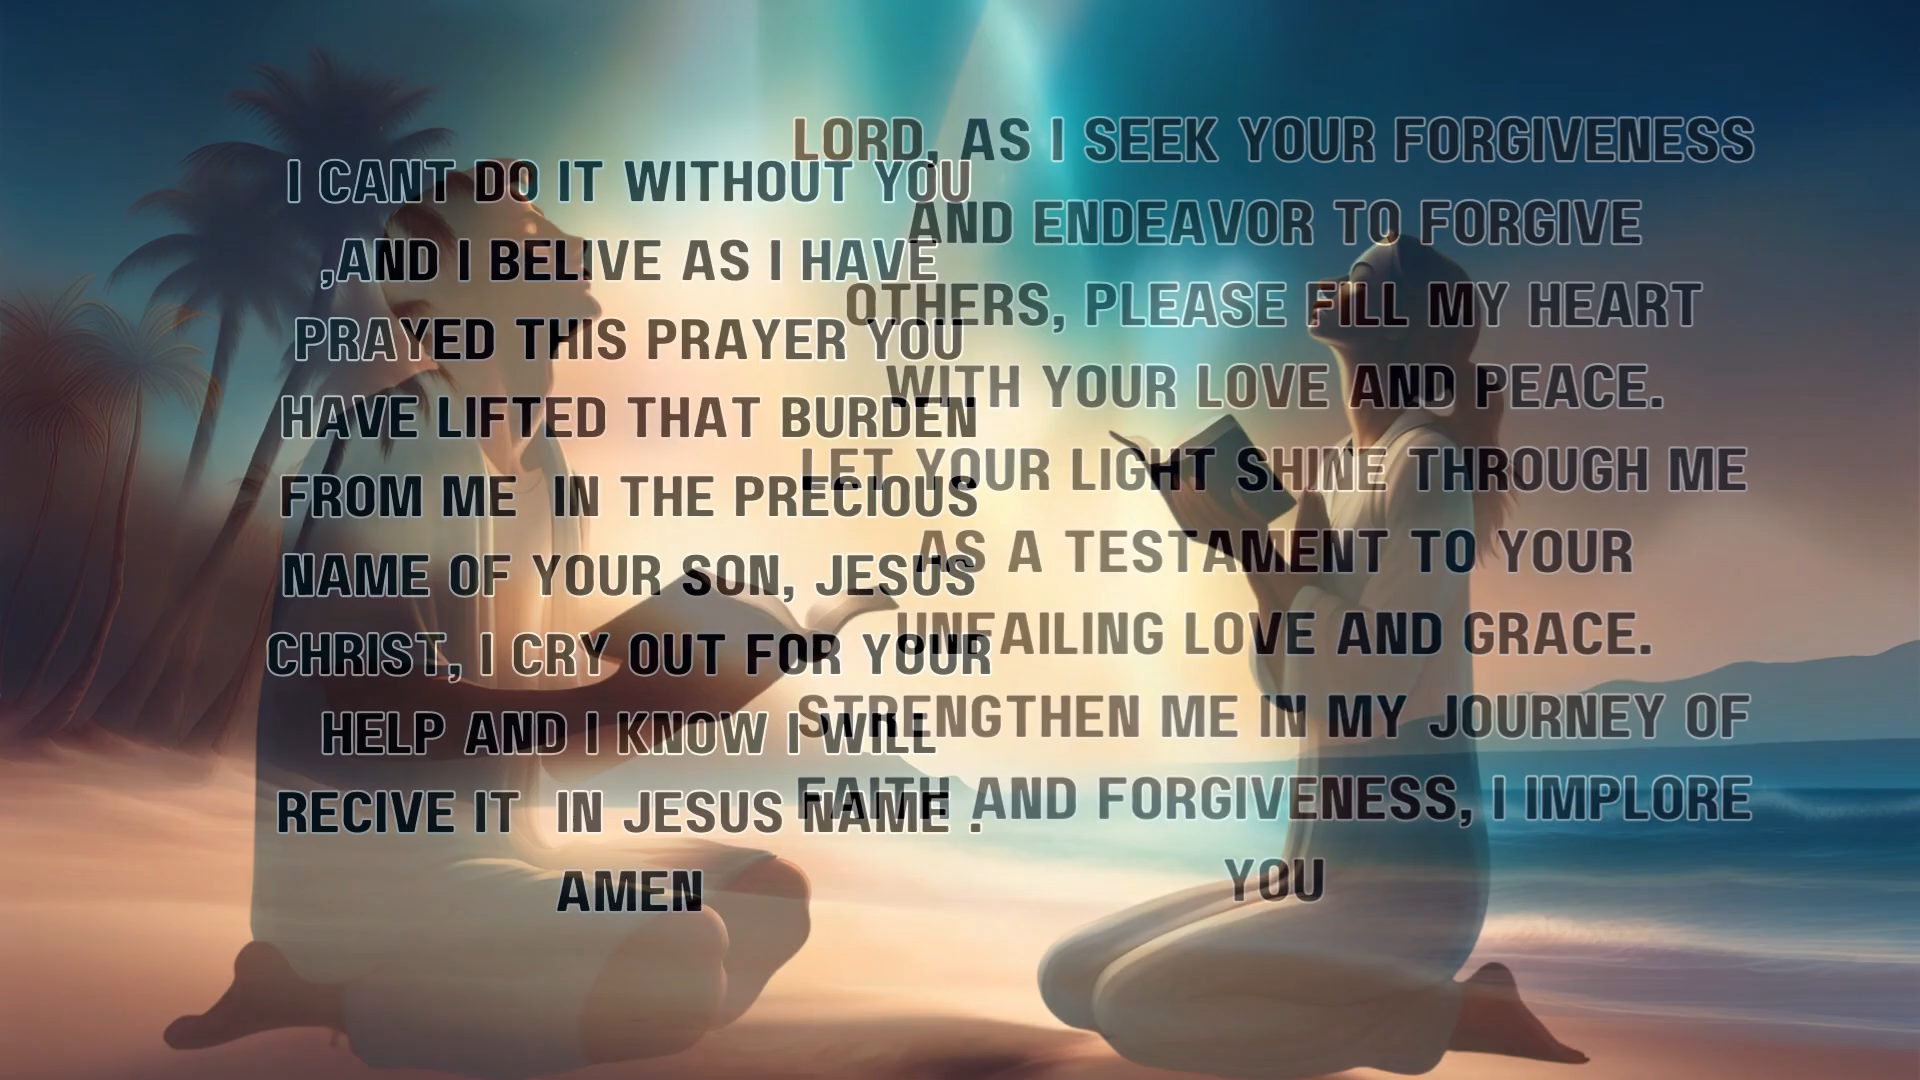 LORD, AS I SEEK YOUR FORGIVENESS
AND ENDEAVOR TO FORGIVE
OTHERS, PLEASE FILL MY HEART
WITH YOUR LOVE AND PEACE.
LET YOUR LIGHT SHINE THROUGH ME
AS A TESTAMENT TO YOUR
UNFAILING LOVE AND GRACE.
STRENGTHEN ME IN MY JOURNEY OF
FAITH AND FORGIVENESS, I IMPLORE
YOU
I CANT DO IT WITHOUT YOU
,AND I BELIVE AS I HAVE
PRAYED THIS PRAYER YOU
HAVE LIFTED THAT BURDEN
FROM ME IN THE PRECIOUS
NAME OF YOUR SON, JESUS
CHRIST, I CRY OUT FOR YOUR
HELP AND I KNOW I WILL
RECIVE IT IN JESUS NAME .
AMEN